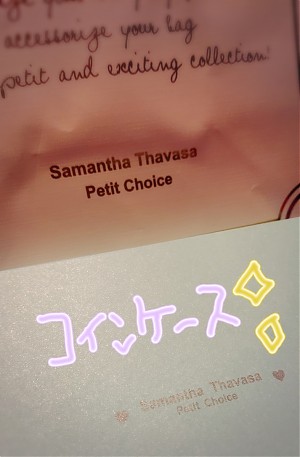 accessorize your bag
petit and exciting collection!
Samantha Thavasa
Petit Choice
コインケース
Samantha Thavasa
Petit Choice